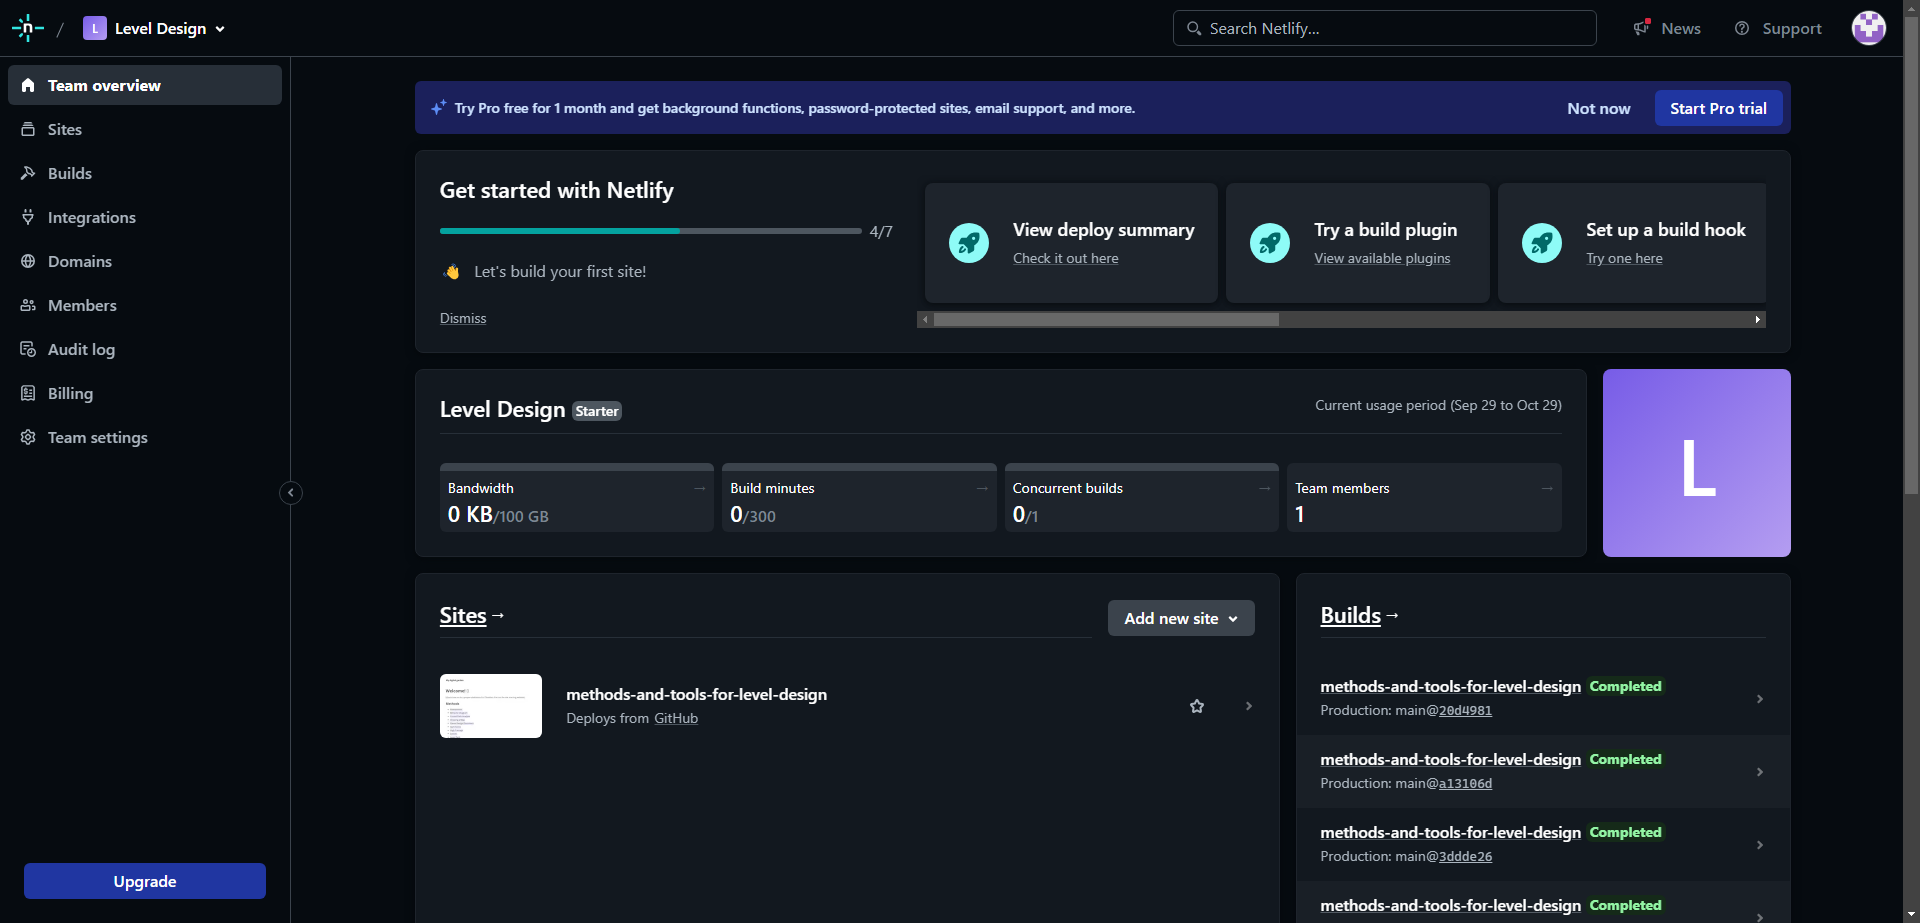 n / L Level Design
Search Netlify...
News
Support
Team overview
Sites
Builds
Integrations
Domains
Members
Audit log
Billing
Team settings
Upgrade
Try Pro free for 1 month and get background functions, password-protected sites, email support, and more.
Not now
Start Pro trial
Get started with Netlify
4/7
👋 Let's build your first site!
Dismiss
View deploy summary
Check it out here
Try a build plugin
View available plugins
Set up a build hook
Try one here
Level Design Starter
Current usage period (Sep 29 to Oct 29)
Bandwidth →
0 KB/100 GB
Build minutes →
0/300
Concurrent builds →
0/1
Team members →
1
L
Sites →
Add new site
methods-and-tools-for-level-design
Deploys from GitHub
Builds →
methods-and-tools-for-level-design Completed
Production: main@20d4981
methods-and-tools-for-level-design Completed
Production: main@a13106d
methods-and-tools-for-level-design Completed
Production: main@3ddde26
methods-and-tools-for-level-design Completed